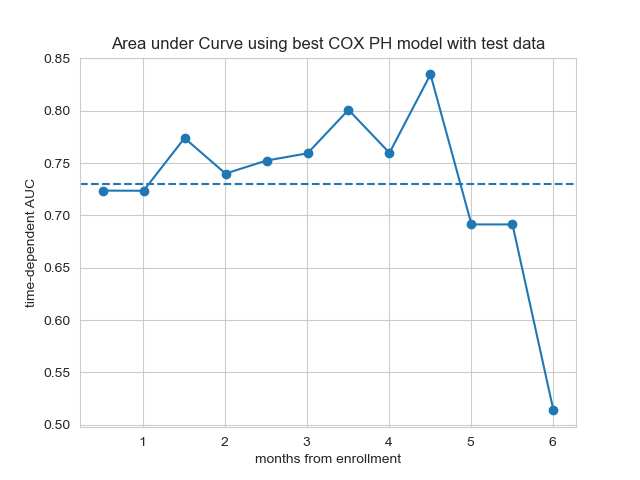 Area under Curve using best COX PH model with test data
0.85
0.80
0.75
0.70
0.65
0.60
0.55
0.50
time-dependent AUC
1 2 3 4 5 6
months from enrollment